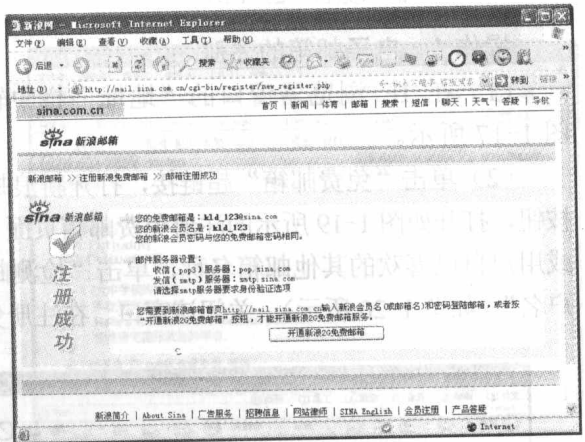 新浪网 - Microsoft Internet Explorer
文件(F) 编辑(E) 查看(V) 收藏(A) 工具(T) 帮助(H)
后退 搜索 收藏夹
地址(D) http://mail.sina.com.cn/cgi-bin/register/new_register.php 转到 链接 »
sina.com.cn
首页 | 新闻 | 体育 | 邮箱 | 搜索 | 短信 | 聊天 | 天气 | 答疑 | 导航
sina 新浪邮箱
新浪邮箱 >> 注册新浪免费邮箱 >> 邮箱注册成功
sina 新浪邮箱
注册成功
您的免费邮箱是：kld_123@sina.com
您的新浪会员名是：kld_123
您的新浪会员密码与您的免费邮箱密码相同。
邮件服务器设置：
收信(pop3)服务器：pop.sina.com
发信(smtp)服务器：smtp.sina.com
请选择smtp服务器要求身份验证选项
您需要到新浪邮箱首页http://mail.sina.com.cn输入新浪会员名(或邮箱名)和密码登陆邮箱，或者按
“开通新浪2G免费邮箱”按钮，才能开通新浪2G免费邮箱服务。
开通新浪2G免费邮箱
新浪简介 | About Sina | 广告服务 | 招聘信息 | 网站律师 | SINA English | 会员注册 | 产品答疑
Internet